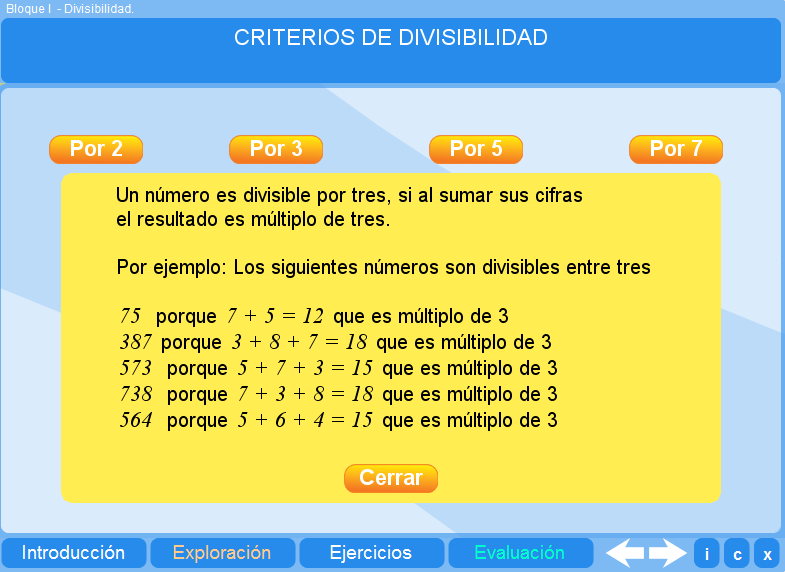 Bloque I - Divisibilidad.
CRITERIOS DE DIVISIBILIDAD
Por 2 Por 3 Por 5 Por 7
Un número es divisible por tres, si al sumar sus cifras
el resultado es múltiplo de tres.
Por ejemplo: Los siguientes números son divisibles entre tres
75 porque 7 + 5 = 12 que es múltiplo de 3
387 porque 3 + 8 + 7 = 18 que es múltiplo de 3
573 porque 5 + 7 + 3 = 15 que es múltiplo de 3
738 porque 7 + 3 + 8 = 18 que es múltiplo de 3
564 porque 5 + 6 + 4 = 15 que es múltiplo de 3
Cerrar
Introducción Exploración Ejercicios Evaluación i c x